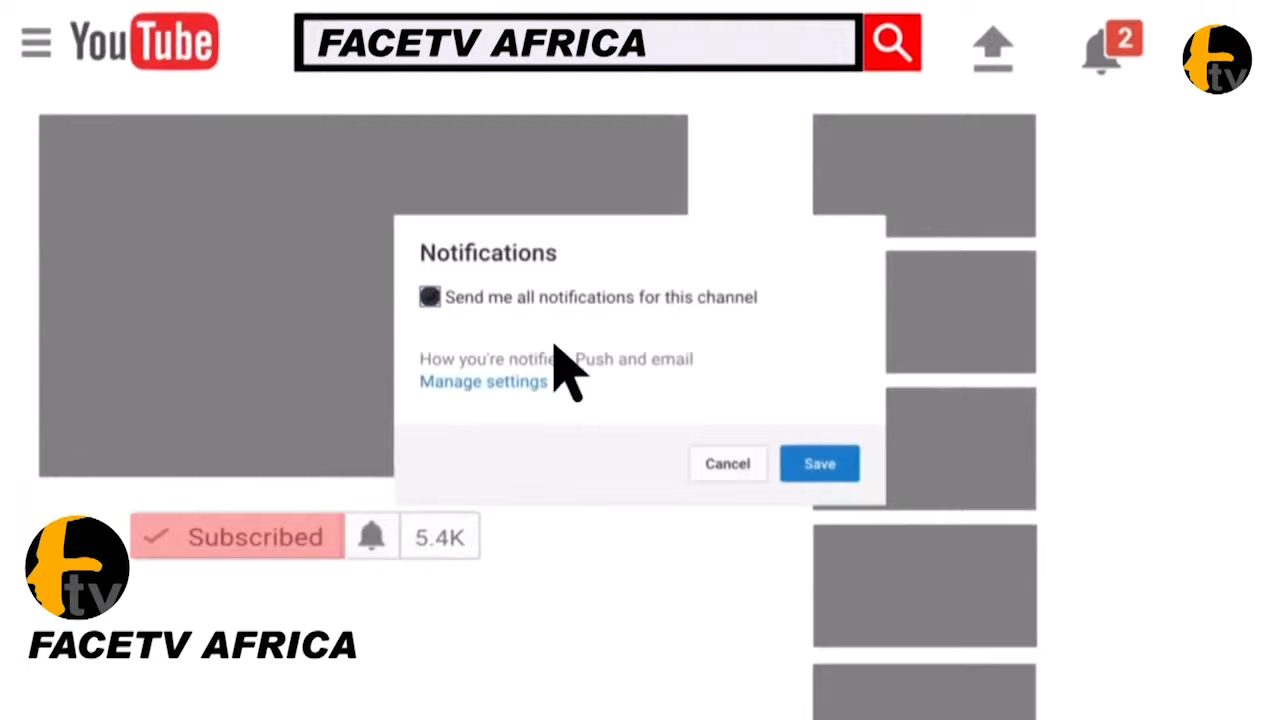 YouTube
FACETV AFRICA
2
tv
Notifications
Send me all notifications for this channel
How you're notified Push and email
Manage settings
Cancel
Save
Subscribed
5.4K
tv
FACETV AFRICA